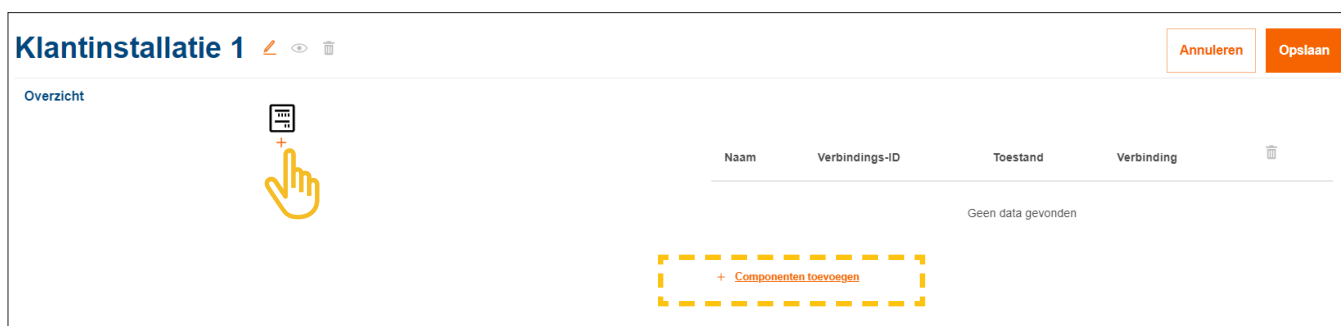 Klantinstallatie 1
Annuleren Opslaan
Overzicht
+
Naam Verbindings-ID Toestand Verbinding
Geen data gevonden
+ Componenten toevoegen